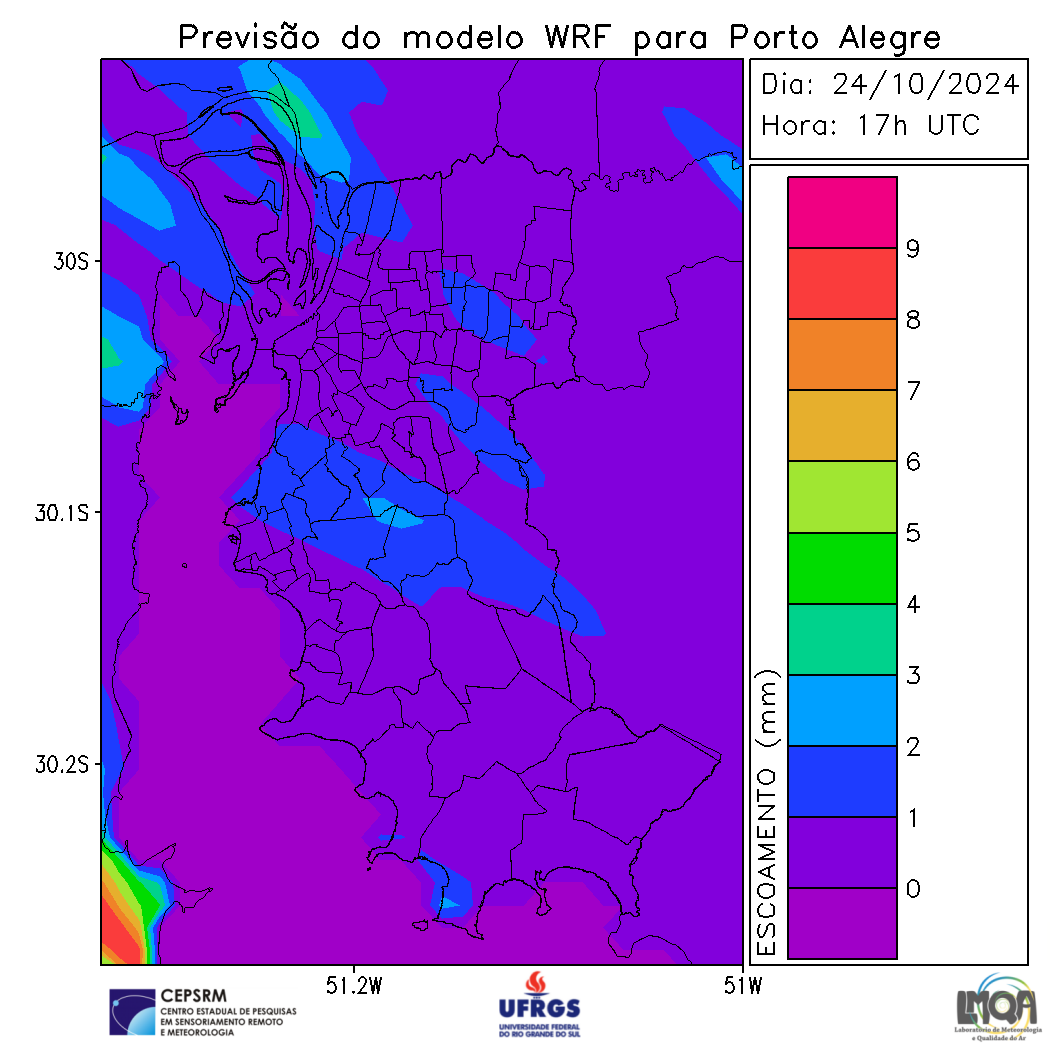 Previsão do modelo WRF para Porto Alegre
Dia: 24/10/2024
Hora: 17h UTC
30S
30.1S
30.2S
51.2W
51W
ESCOAMENTO (mm)
9
8
7
6
5
4
3
2
1
0
CEPSRM
CENTRO ESTADUAL DE PESQUISAS
EM SENSORIAMENTO REMOTO
E METEOROLOGIA
UFRGS
UNIVERSIDADE FEDERAL
DO RIO GRANDE DO SUL
LMQA
Laboratório de Meteorologia
e Qualidade do Ar